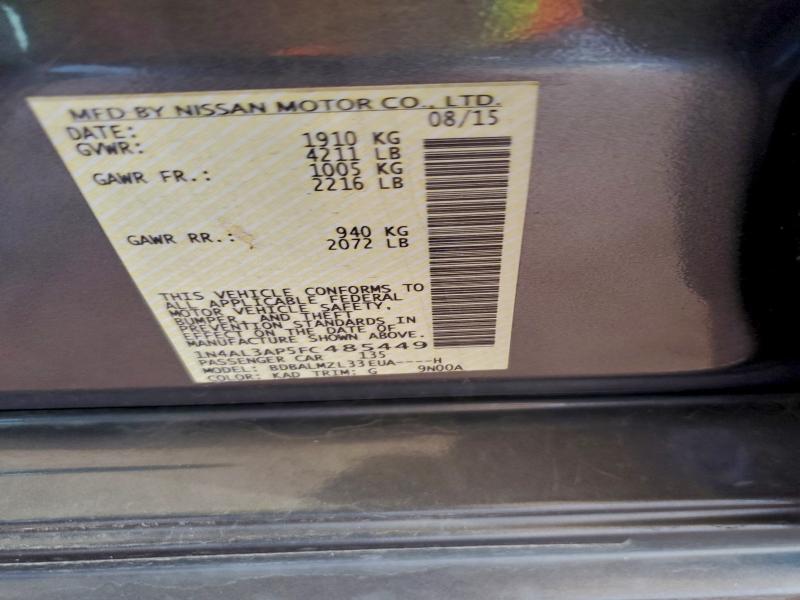 MFD BY NISSAN MOTOR CO., LTD.
DATE: 08/15
GVWR: 1910 KG
4211 LB
GAWR FR.: 1005 KG
2216 LB
GAWR RR.: 940 KG
2072 LB
THIS VEHICLE CONFORMS TO
ALL APPLICABLE FEDERAL
MOTOR VEHICLE SAFETY,
BUMPER, AND THEFT
PREVENTION STANDARDS IN
EFFECT ON THE DATE OF
MANUFACTURE SHOWN ABOVE.
1N4AL3AP5FC485449
PASSENGER CAR 135
MODEL: BDBALMZL33EUA----H
COLOR: KAD TRIM: G 9N00A